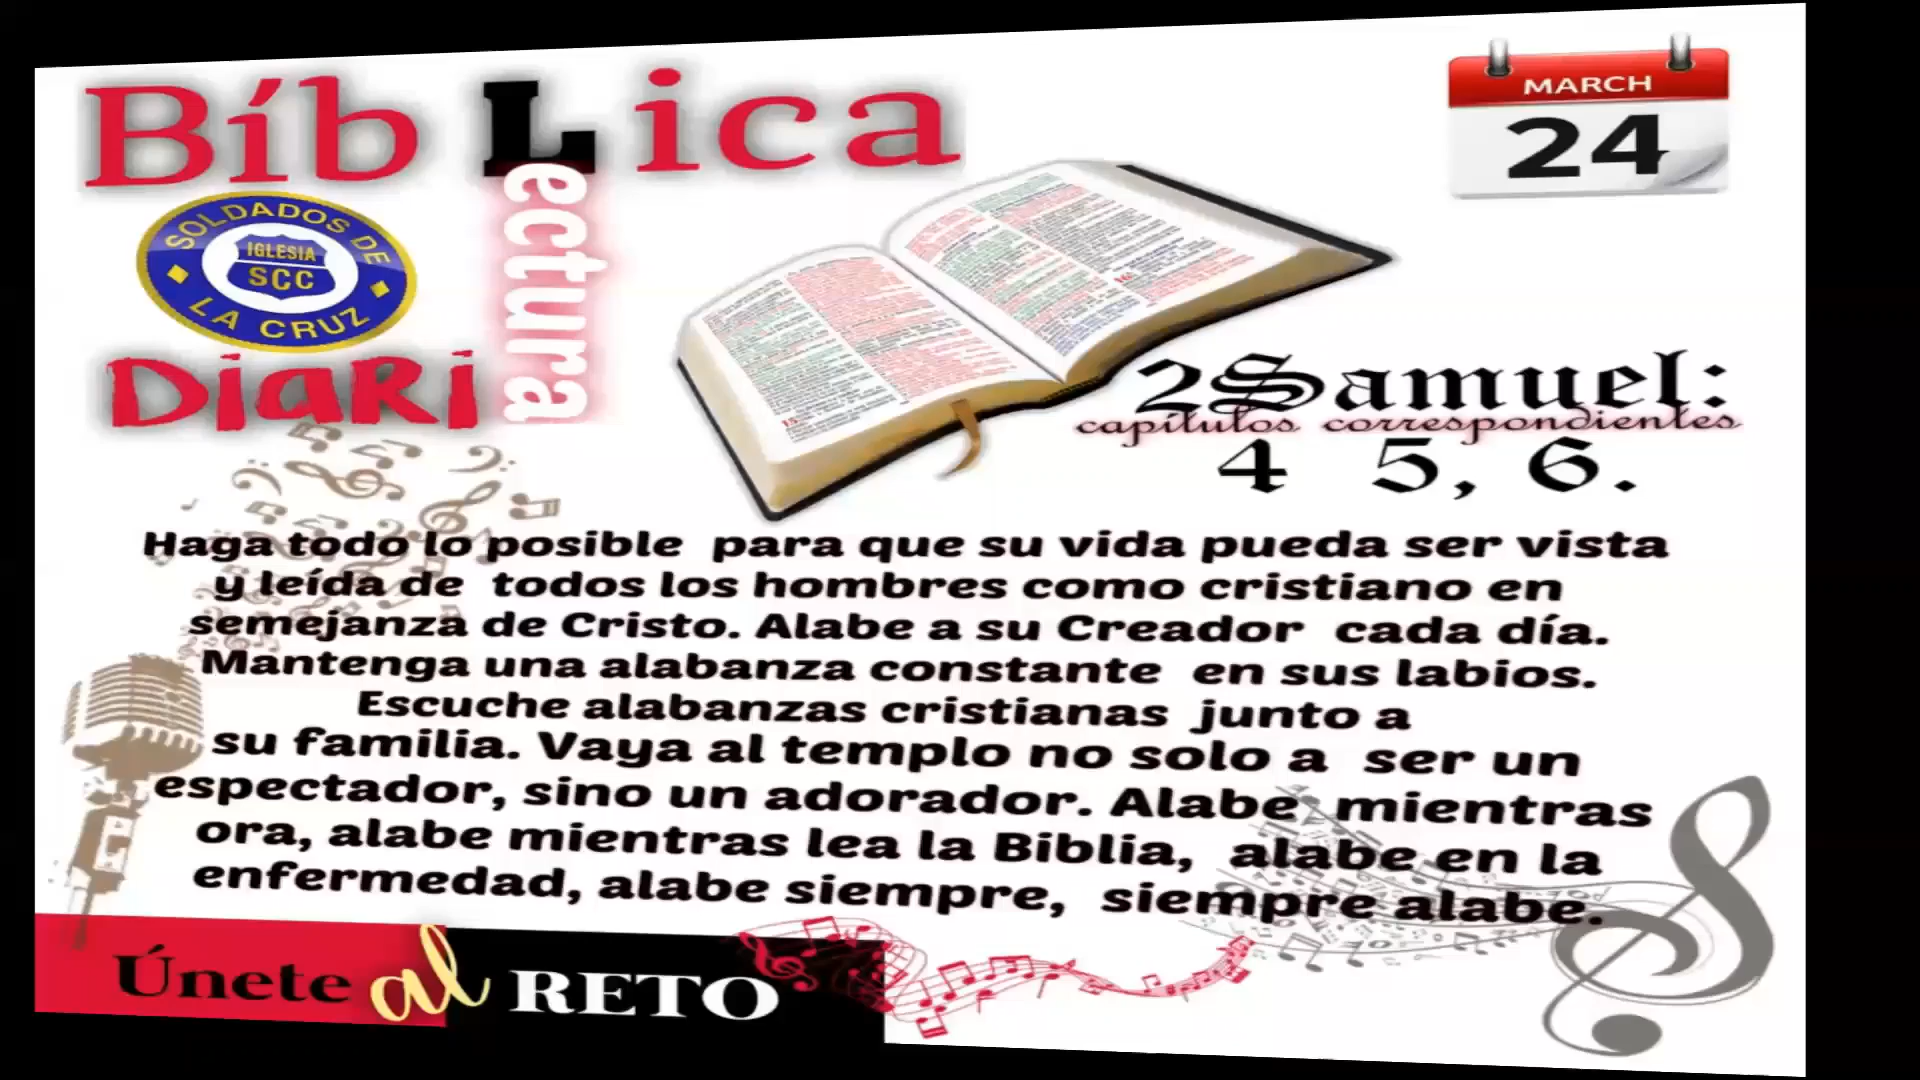 BíbLica
Lectura
MARCH
24
SOLDADOS DE
IGLESIA
SCC
LA CRUZ
DiaRi
2Samuel:
capítulos correspondientes
4 5, 6.
Haga todo lo posible para que su vida pueda ser vista
y leída de todos los hombres como cristiano en
semejanza de Cristo. Alabe a su Creador cada día.
Mantenga una alabanza constante en sus labios.
Escuche alabanzas cristianas junto a
su familia. Vaya al templo no solo a ser un
espectador, sino un adorador. Alabe mientras
ora, alabe mientras lea la Biblia, alabe en la
enfermedad, alabe siempre, siempre alabe.
Únete al RETO